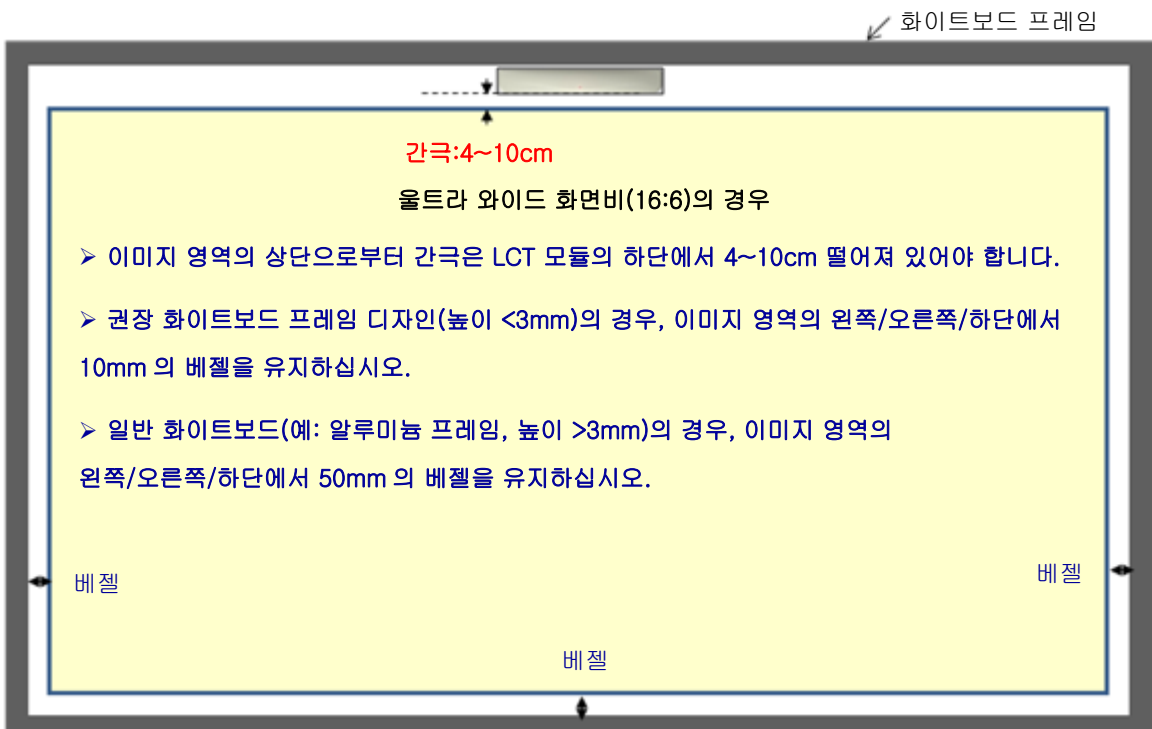 화이트보드 프레임
간극:4~10cm
울트라 와이드 화면비(16:6)의 경우
➢ 이미지 영역의 상단으로부터 간극은 LCT 모듈의 하단에서 4~10cm 떨어져 있어야 합니다.
➢ 권장 화이트보드 프레임 디자인(높이 <3mm)의 경우, 이미지 영역의 왼쪽/오른쪽/하단에서
10mm 의 베젤을 유지하십시오.
➢ 일반 화이트보드(예: 알루미늄 프레임, 높이 >3mm)의 경우, 이미지 영역의
왼쪽/오른쪽/하단에서 50mm 의 베젤을 유지하십시오.
베젤
베젤
베젤